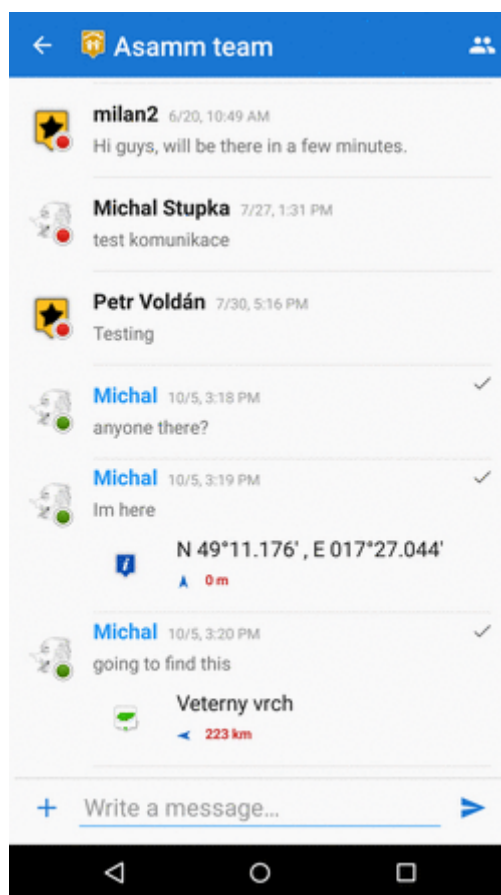 Asamm team
milan2 6/20, 10:49 AM
Hi guys, will be there in a few minutes.
Michal Stupka 7/27, 1:31 PM
test komunikace
Petr Voldán 7/30, 5:16 PM
Testing
Michal 10/5, 3:18 PM
anyone there?
Michal 10/5, 3:19 PM
Im here
N 49°11.176' , E 017°27.044'
0 m
Michal 10/5, 3:20 PM
going to find this
Veterny vrch
223 km
Write a message...